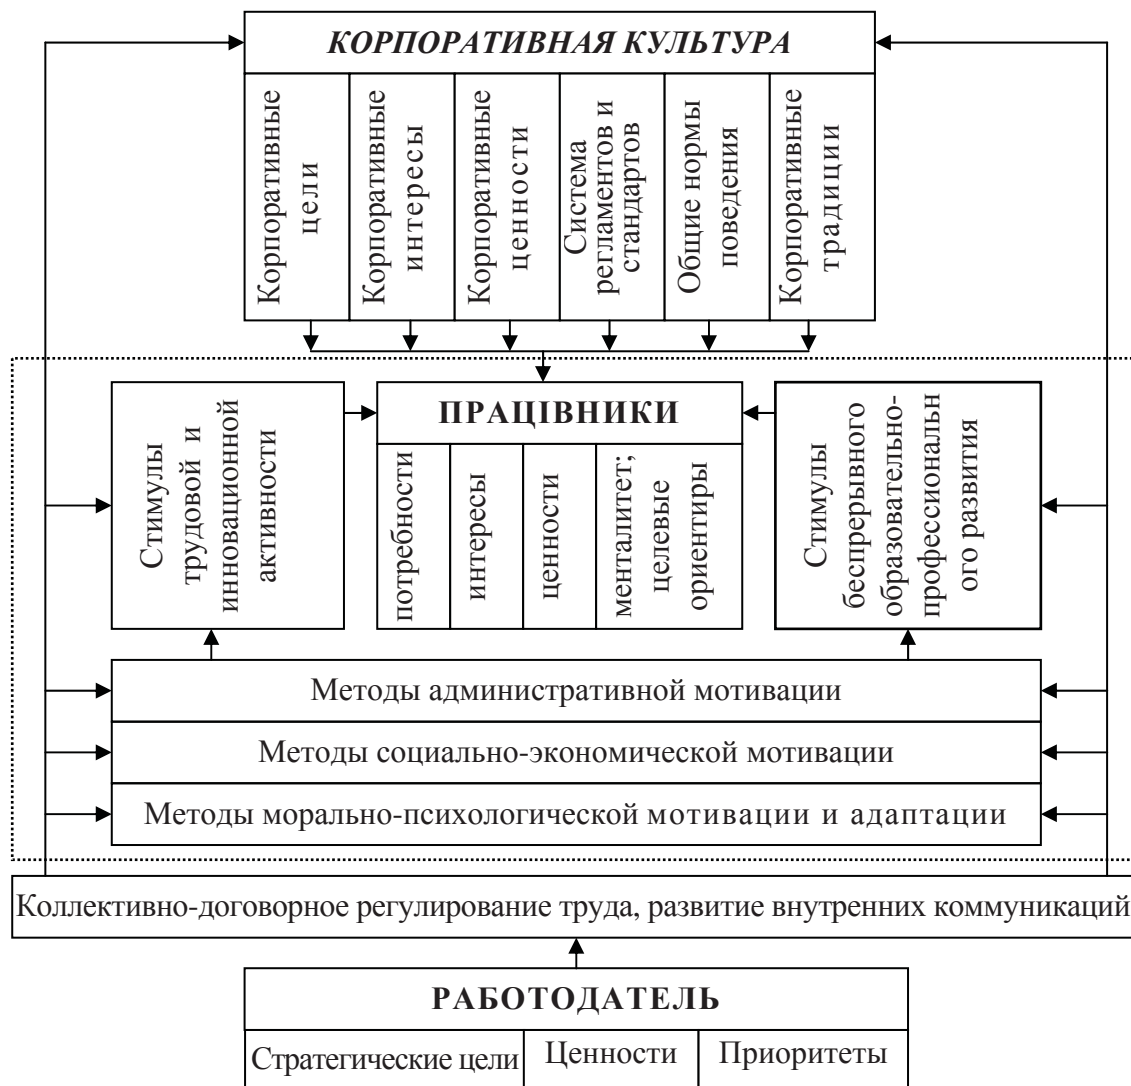 КОРПОРАТИВНАЯ КУЛЬТУРА
Корпоративные
цели
Корпоративные
интересы
Корпоративные
ценности
Система
регламентов и
стандартов
Общие нормы
поведения
Корпоративные
традиции
Стимулы
трудовой и
инновационной
активности
ПРАЦІВНИКИ
потребности
интересы
ценности
менталитет;
целевые
ориентиры
Стимулы
беспрерывного
образовательно-
профессиональн
ого развития
Методы административной мотивации
Методы социально-экономической мотивации
Методы морально-психологической мотивации и адаптации
Коллективно-договорное регулирование труда, развитие внутренних коммуникаций
РАБОТОДАТЕЛЬ
Стратегические цели
Ценности
Приоритеты